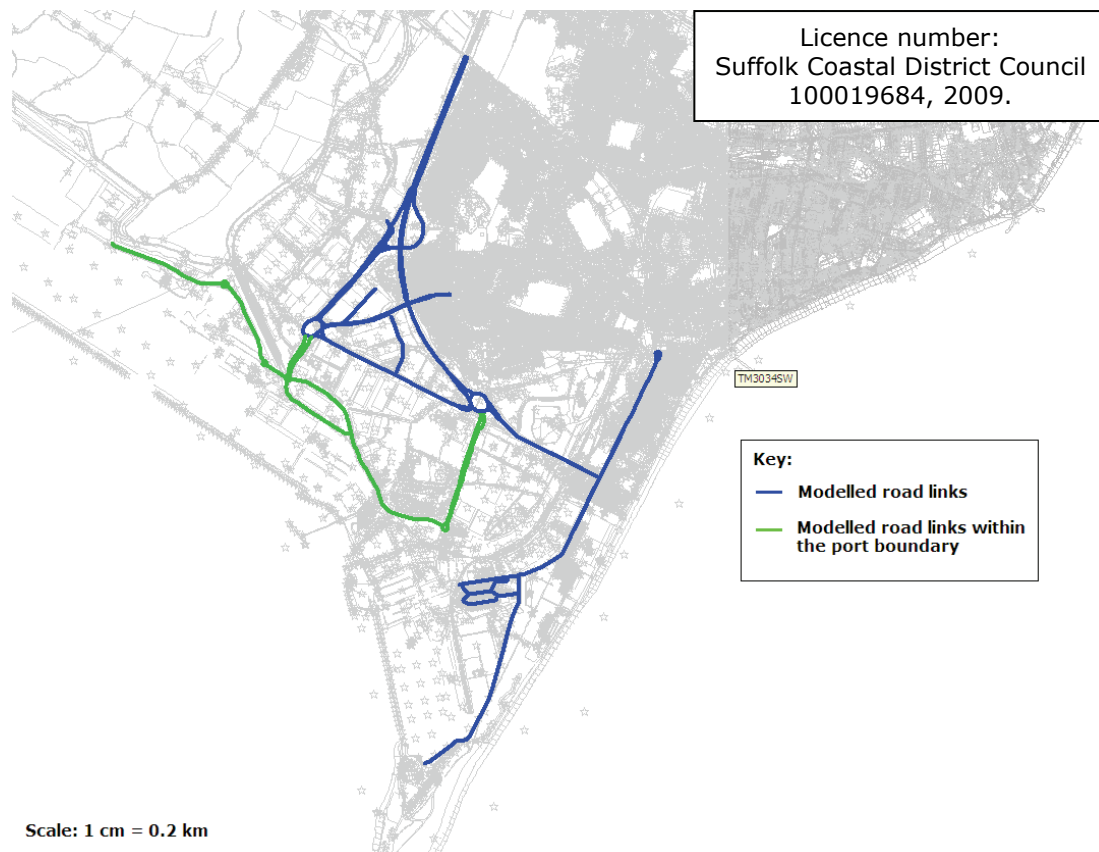 Licence number:
Suffolk Coastal District Council
100019684, 2009.
TM3034SW
Key:
Modelled road links
Modelled road links within
the port boundary
Scale: 1 cm = 0.2 km